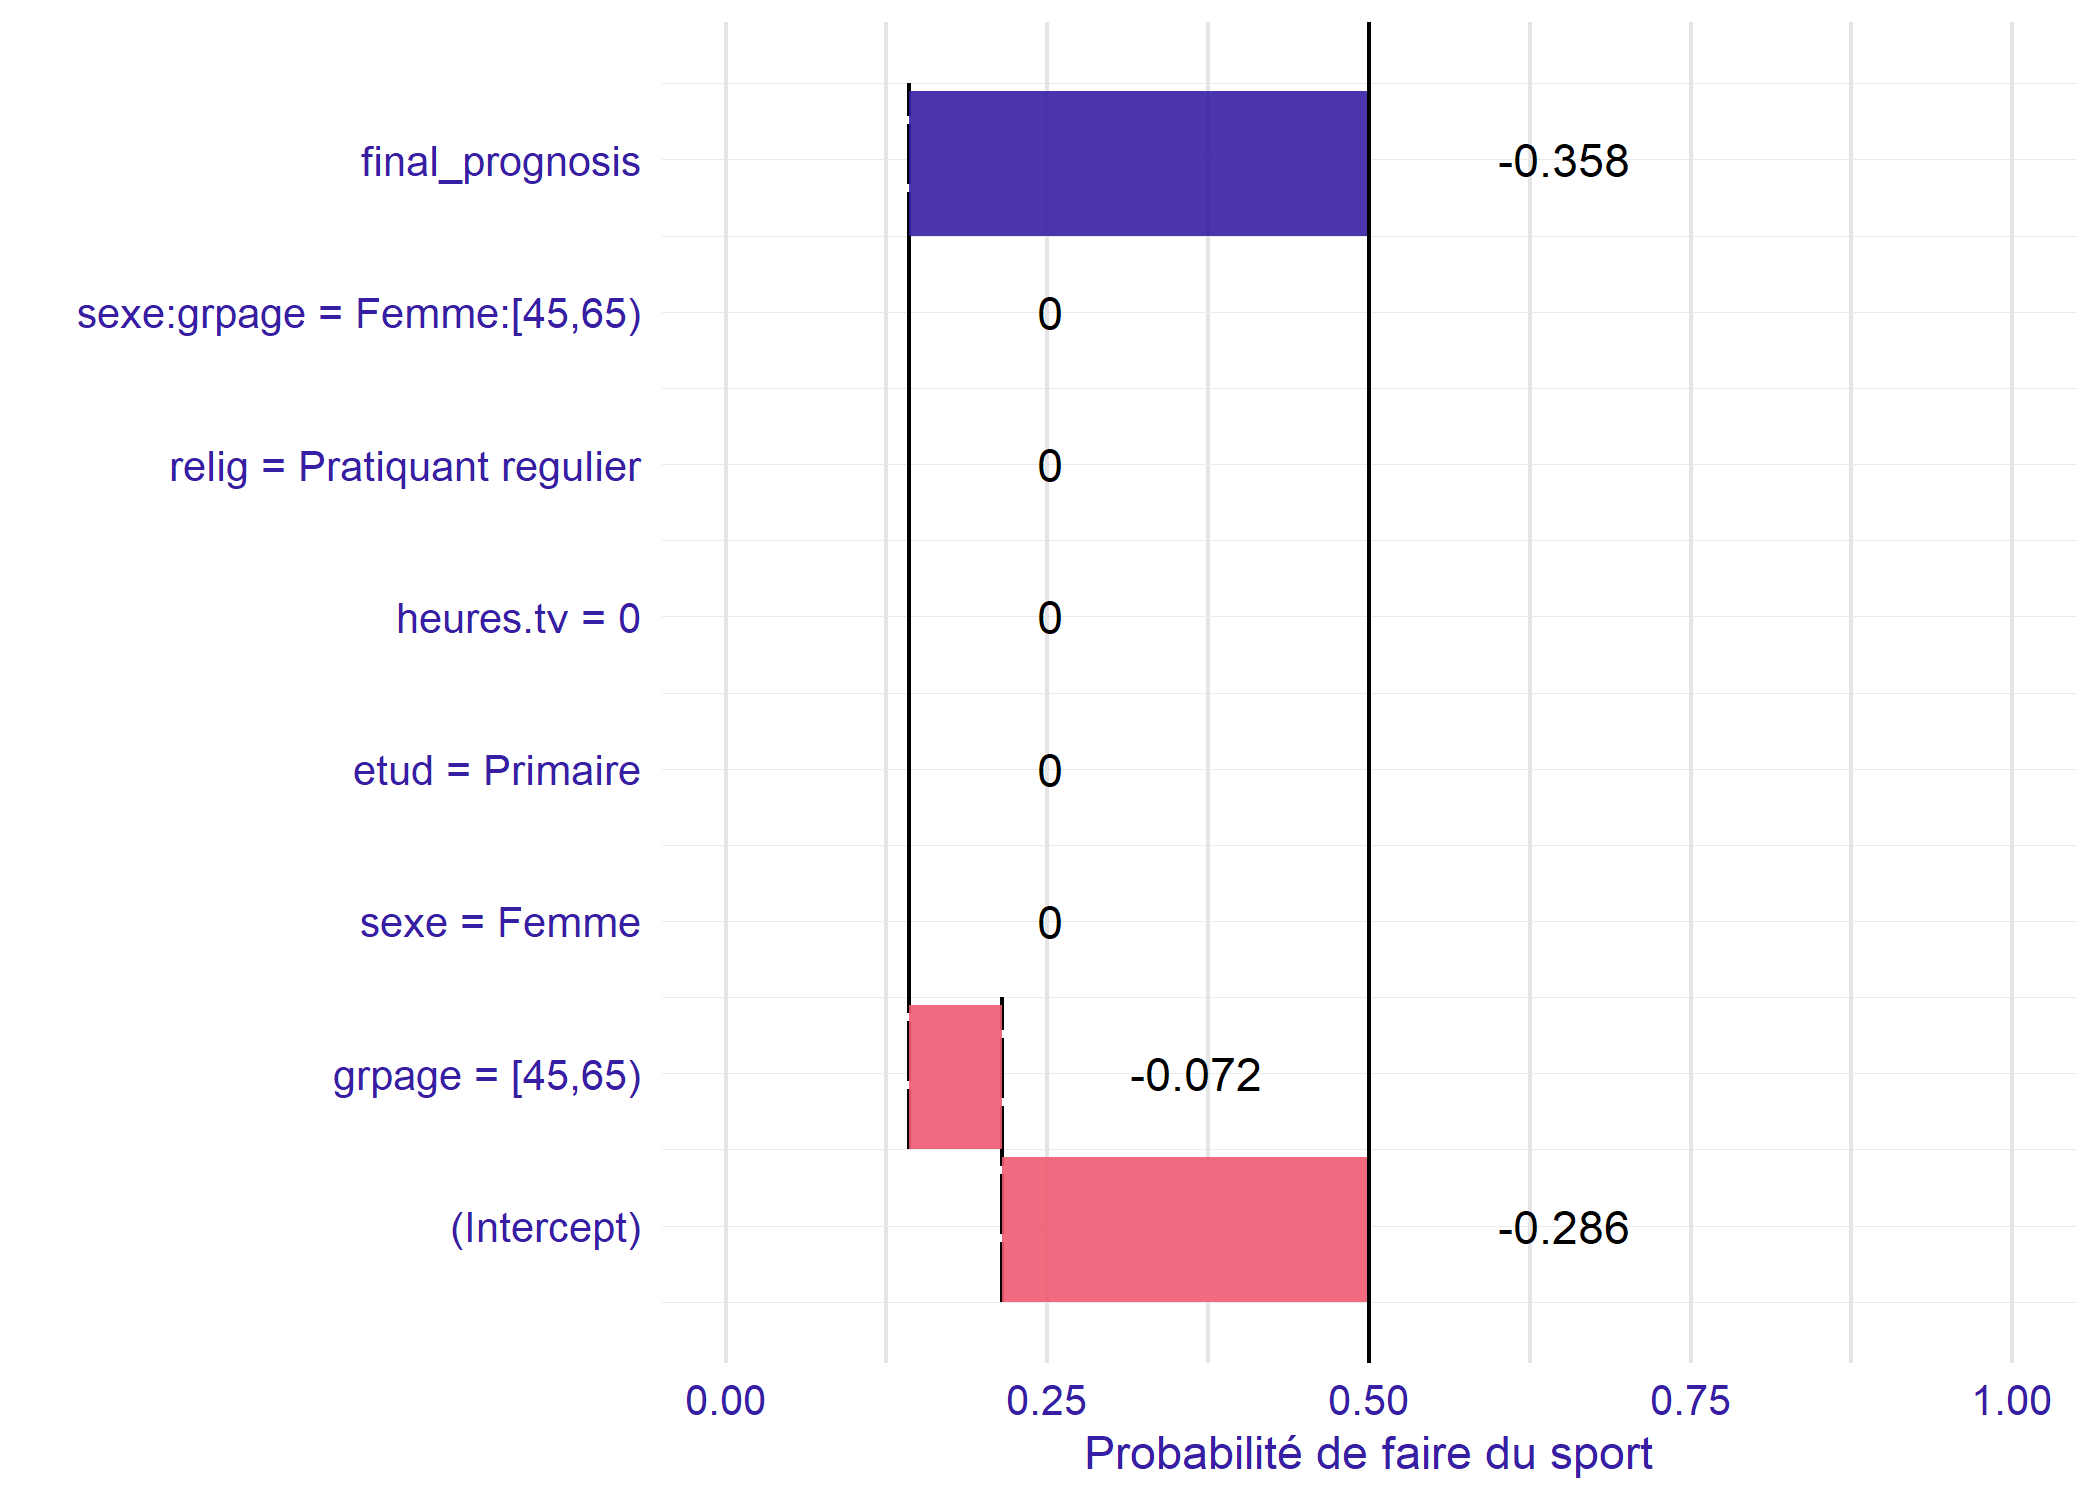 final_prognosis -0.358
sexe:grpage = Femme:[45,65) 0
relig = Pratiquant regulier 0
heures.tv = 0 0
etud = Primaire 0
sexe = Femme 0
grpage = [45,65) -0.072
(Intercept) -0.286
0.00 0.25 0.50 0.75 1.00
Probabilité de faire du sport